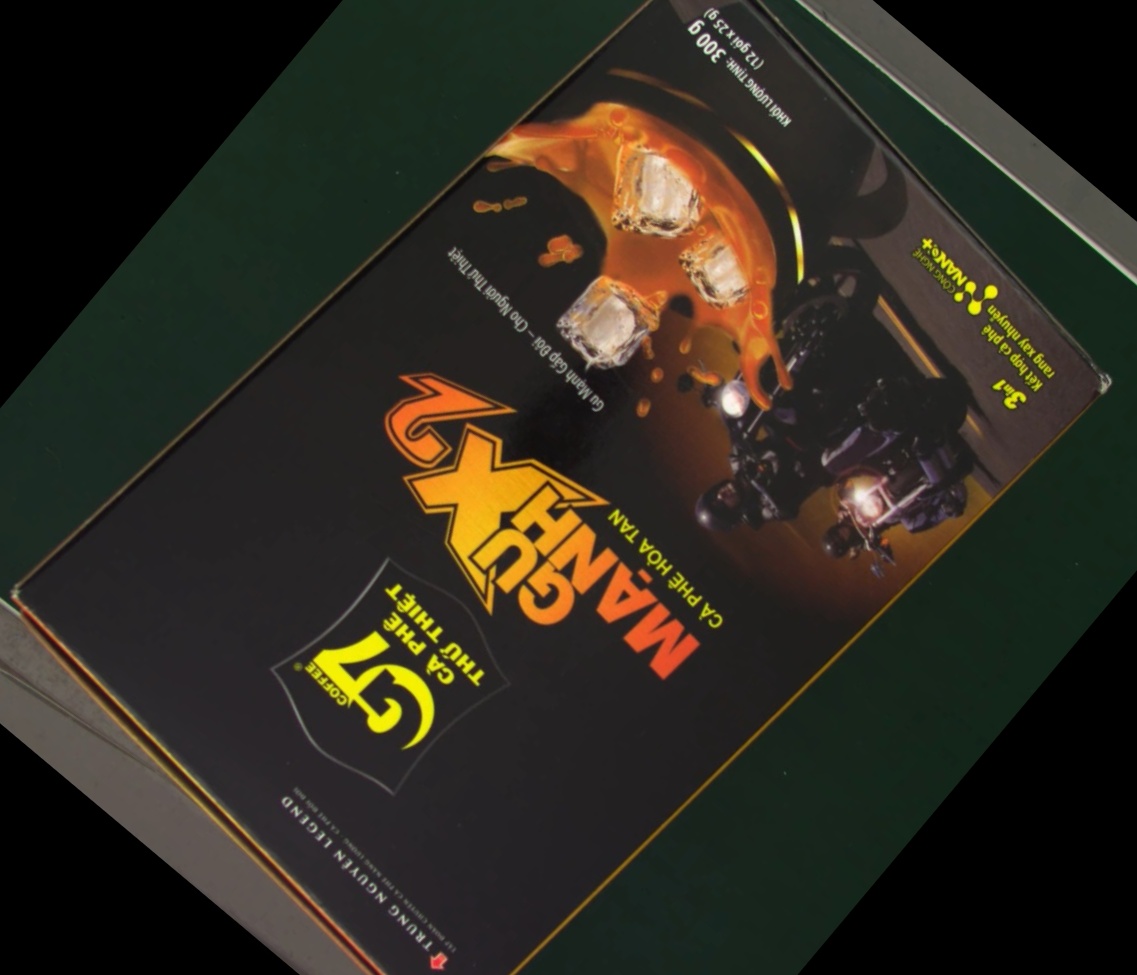 TRUNG NGUYÊN LEGEND
COFFEE
G7
®
CÀ PHÊ
THỨ THIỆT
GU X2
MẠNH
CÀ PHÊ HÒA TAN
Gu Mạnh Gấp Đôi – Cho Người Thứ Thiệt
3in1
Kết hợp cà phê
rang xay nhuyễn
CÔNG NGHỆ
NANO+
KHỐI LƯỢNG TỊNH: 300 g
(12 gói x 25 g)